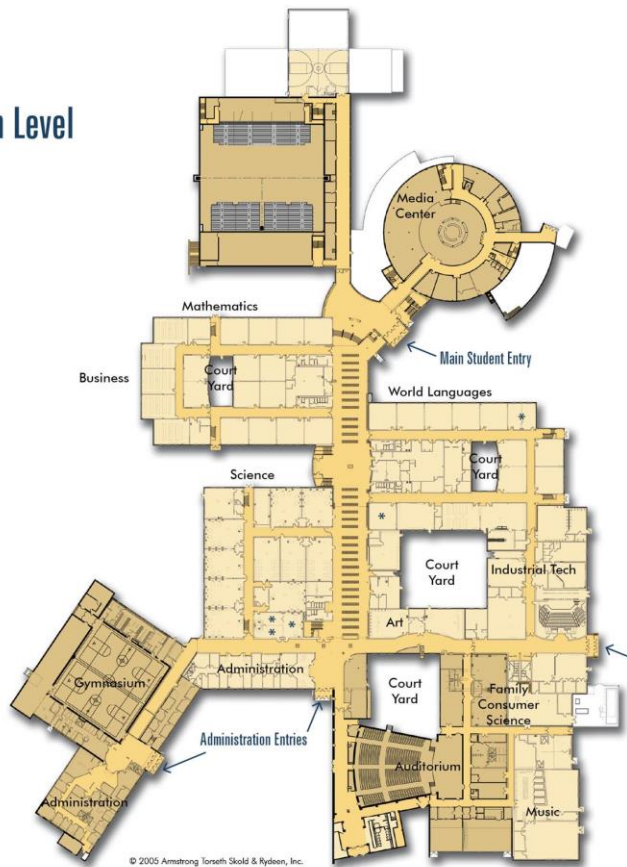 Level
Media
Center
Mathematics
Main Student Entry
Business
Court
Yard
World Languages
*
Court
Yard
Science
*
Court
Yard
Industrial Tech
*
* *
Art
Administration
Gymnasium
Court
Yard
Family
Consumer
Science
Administration Entries
Auditorium
Administration
Music
© 2005 Armstrong Torseth Skold & Rydeen, Inc.